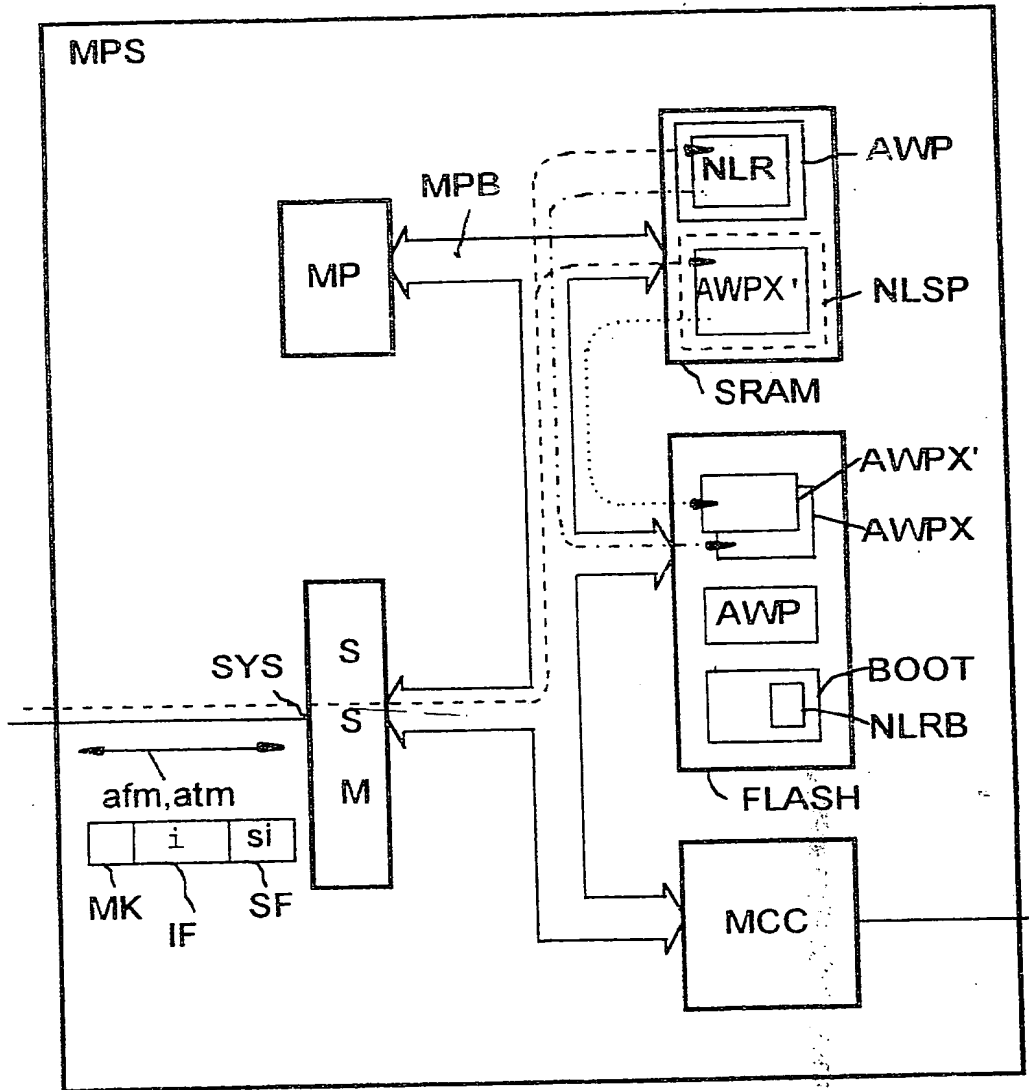 MPS
NLR
AWP
MPB
MP
AWPX'
NLSP
SRAM
AWPX'
AWPX
AWP
SYS
S
S
M
BOOT
NLRB
FLASH
afm,atm
i
si
MK
IF
SF
MCC